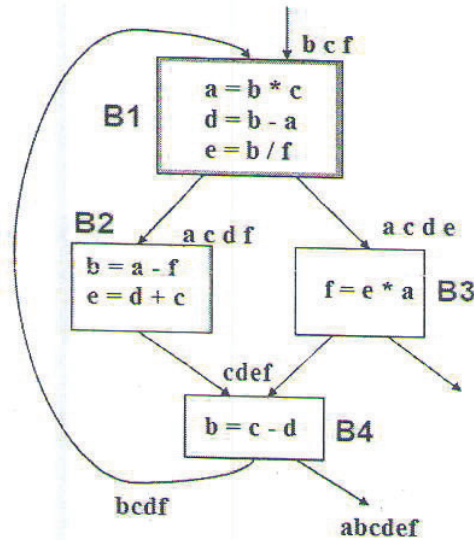 b c f
B1
a = b * c
d = b - a
e = b / f
B2
a c d f
a c d e
b = a - f
e = d + c
f = e * a
B3
cdef
b = c - d
B4
bcdf
abcdef